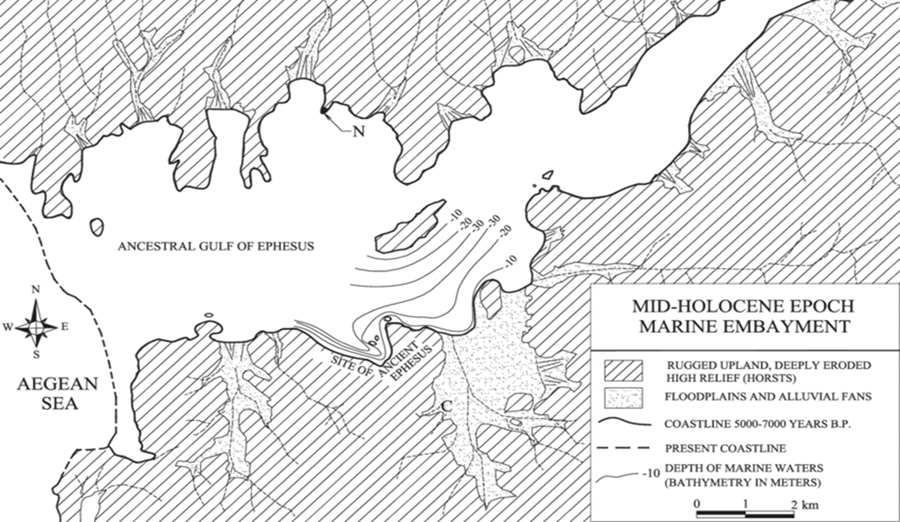 N
ANCESTRAL GULF OF EPHESUS
-10
-20
-30
-30
-20
-10
N
W
E
S
AEGEAN
SEA
SITE OF ANCIENT
EPHESUS
C
MID-HOLOCENE EPOCH
MARINE EMBAYMENT
RUGGED UPLAND, DEEPLY ERODED
HIGH RELIEF (HORSTS)
FLOODPLAINS AND ALLUVIAL FANS
COASTLINE 5000-7000 YEARS B.P.
PRESENT COASTLINE
-10 DEPTH OF MARINE WATERS
(BATHYMETRY IN METERS)
0 1 2 km